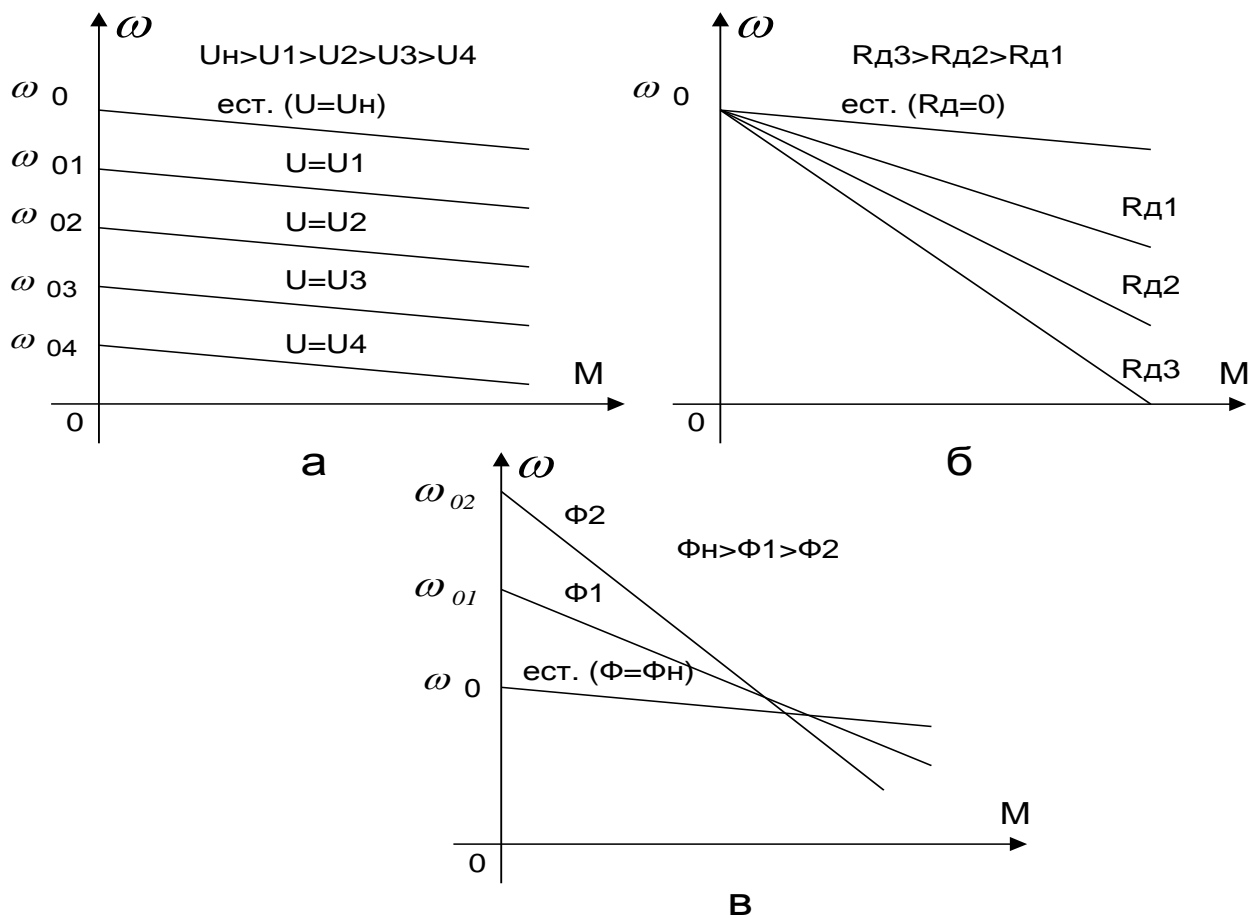 ω
Uн>U1>U2>U3>U4
ω 0
ест. (U=Uн)
ω 01
U=U1
ω 02
U=U2
ω 03
U=U3
ω 04
U=U4
M
0
а
ω
Rд3>Rд2>Rд1
ω 0
ест. (Rд=0)
Rд1
Rд2
Rд3
M
0
б
ω
ω 02
Ф2
Фн>Ф1>Ф2
ω 01
Ф1
ест. (Ф=Фн)
ω 0
M
0
в